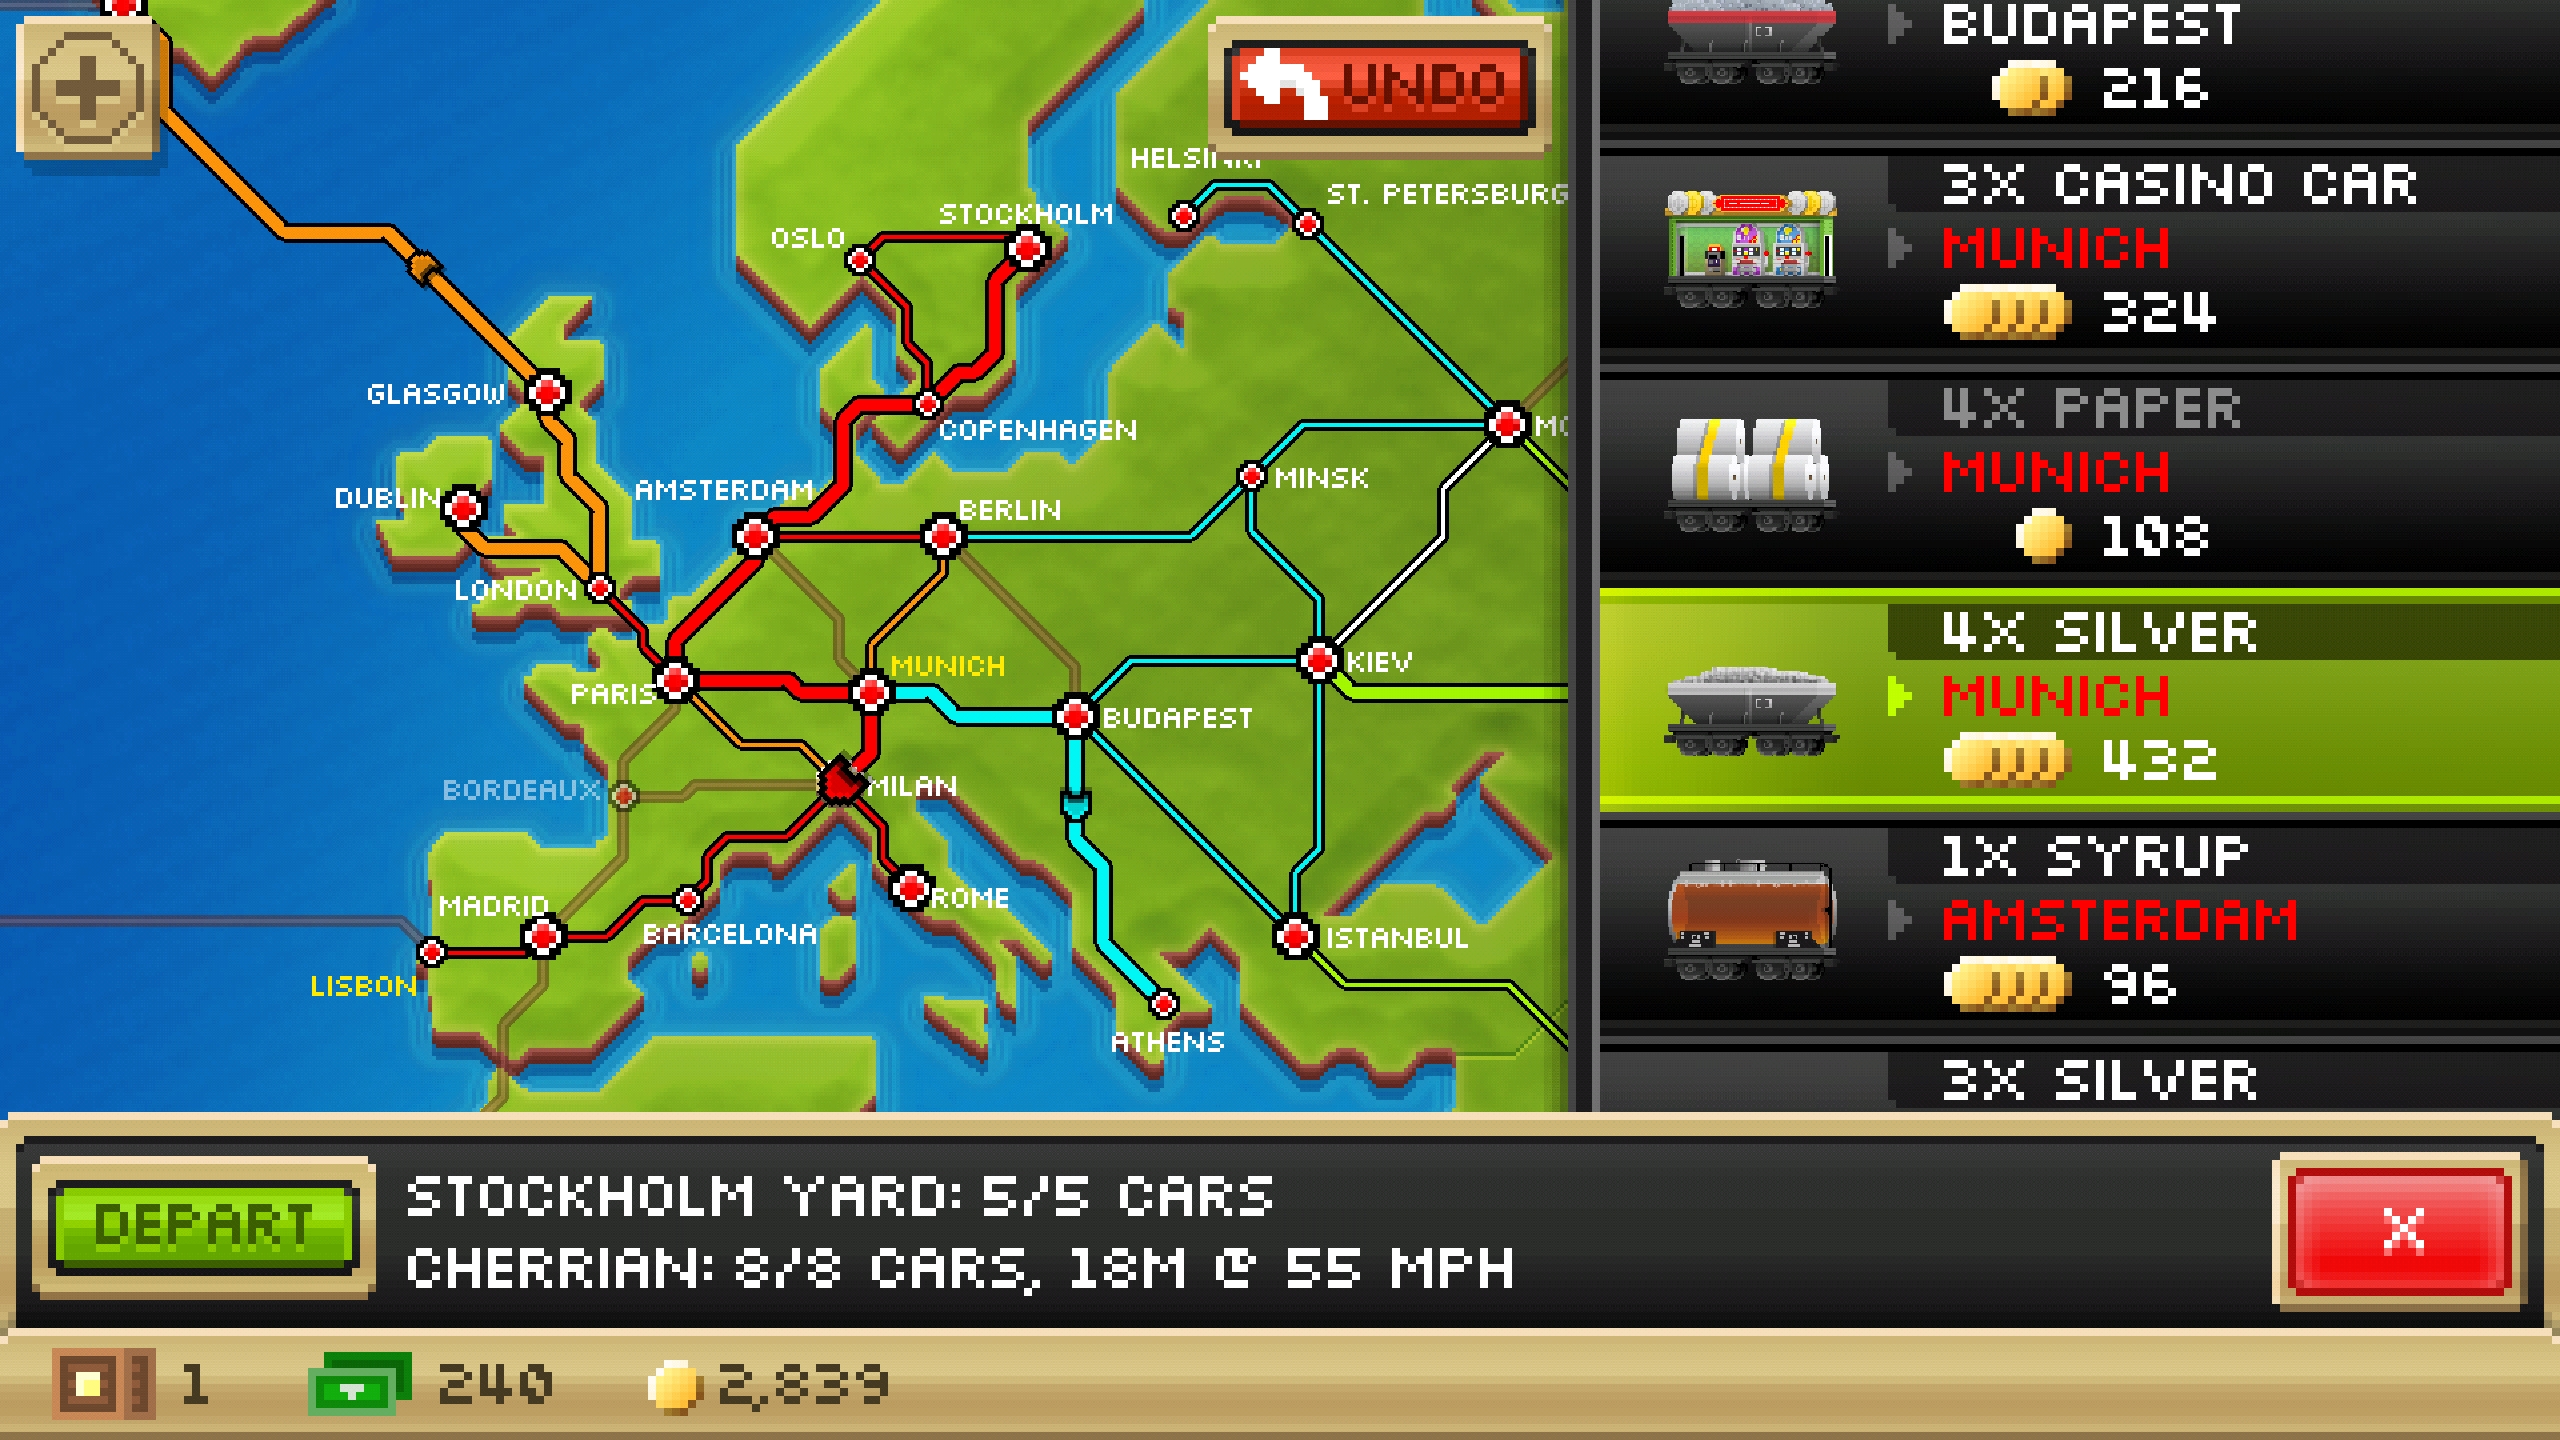 UNDO
HELSINKI
ST. PETERSBURG
STOCKHOLM
OSLO
GLASGOW
COPENHAGEN
MINSK
DUBLIN
AMSTERDAM
BERLIN
LONDON
MUNICH
KIEV
PARIS
BUDAPEST
BORDEAUX
MILAN
MADRID
ROME
BARCELONA
ISTANBUL
LISBON
ATHENS
BUDAPEST
216
3X CASINO CAR
MUNICH
324
4X PAPER
MUNICH
108
4X SILVER
MUNICH
432
1X SYRUP
AMSTERDAM
96
3X SILVER
DEPART
STOCKHOLM YARD: 5/5 CARS
CHERRIAN: 8/8 CARS, 18M @ 55 MPH
X
1
240
2,839